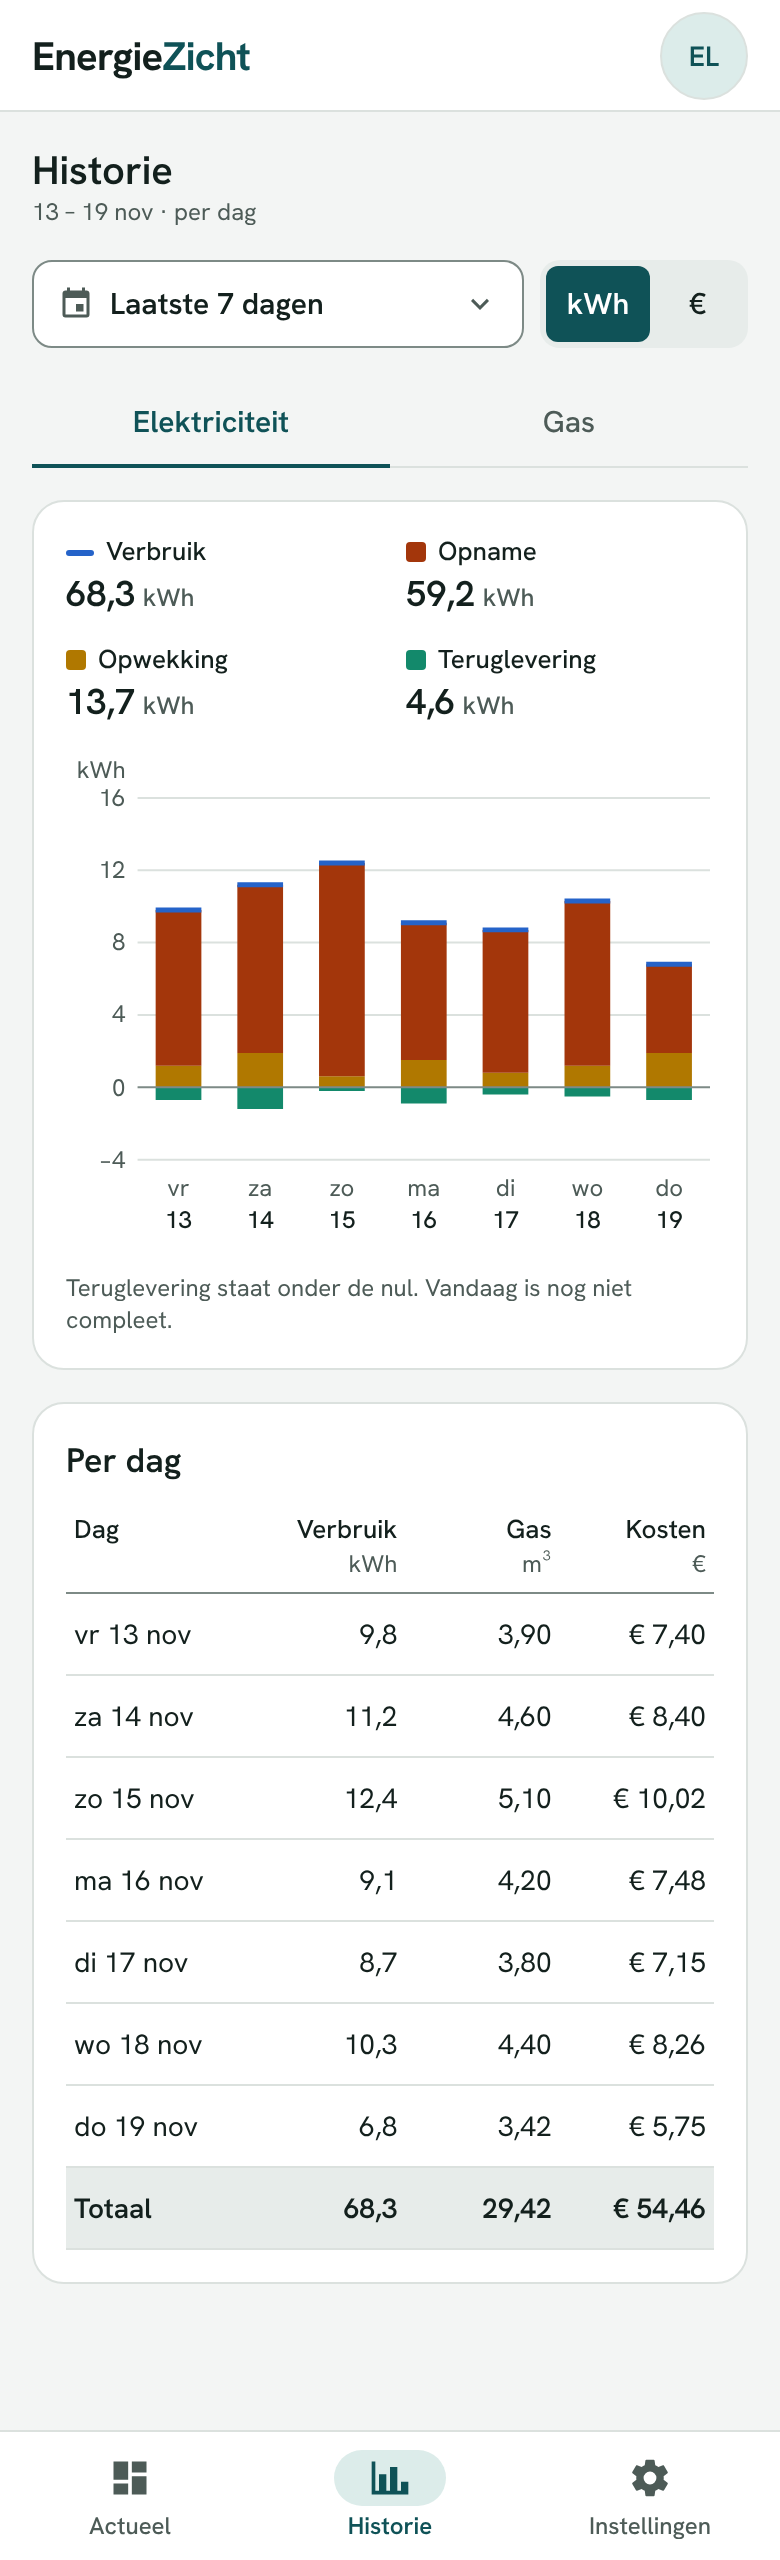 EnergieZicht
EL
Historie
13 – 19 nov · per dag
Laatste 7 dagen
kWh
€
Elektriciteit
Gas
Verbruik
68,3 kWh
Opname
59,2 kWh
Opwekking
13,7 kWh
Teruglevering
4,6 kWh
kWh
16
12
8
4
0
−4
vr za zo ma di wo do
13 14 15 16 17 18 19
Teruglevering staat onder de nul. Vandaag is nog niet
compleet.
Per dag
Dag Verbruik Gas Kosten
kWh m³ €
vr 13 nov 9,8 3,90 € 7,40
za 14 nov 11,2 4,60 € 8,40
zo 15 nov 12,4 5,10 € 10,02
ma 16 nov 9,1 4,20 € 7,48
di 17 nov 8,7 3,80 € 7,15
wo 18 nov 10,3 4,40 € 8,26
do 19 nov 6,8 3,42 € 5,75
Totaal 68,3 29,42 € 54,46
Actueel
Historie
Instellingen